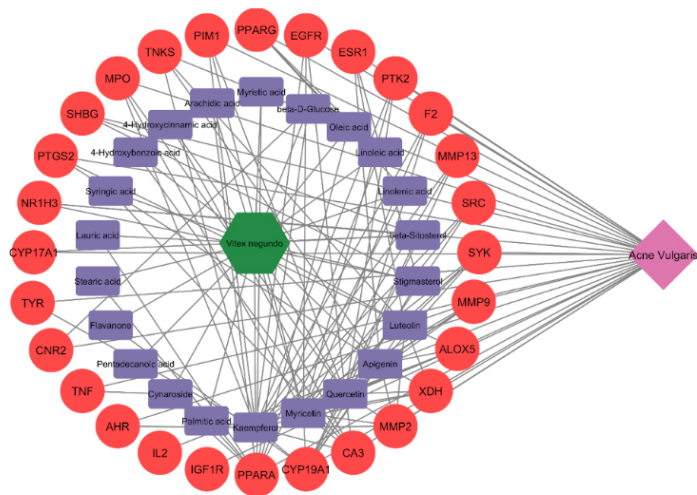 PPARG
EGFR
ESR1
PTK2
F2
MMP13
SRC
SYK
MMP9
ALOX5
XDH
MMP2
CA3
CYP19A1
PPARA
IGF1R
IL2
AHR
TNF
CNR2
TYR
CYP17A1
NR1H3
PTGS2
SHBG
MPO
TNKS
PIM1
Myristic acid
beta-D-Glucose
Oleic acid
Linoleic acid
Linolenic acid
beta-Sitosterol
Stigmasterol
Luteolin
Apigenin
Quercetin
Myricetin
Kaempferol
Palmitic acid
Cynaroside
Pentadecanoic acid
Flavanone
Stearic acid
Lauric acid
Syringic acid
4-Hydroxybenzoic acid
4-Hydroxycinnamic acid
Arachidic acid
Vitex negundo
Acne Vulgaris